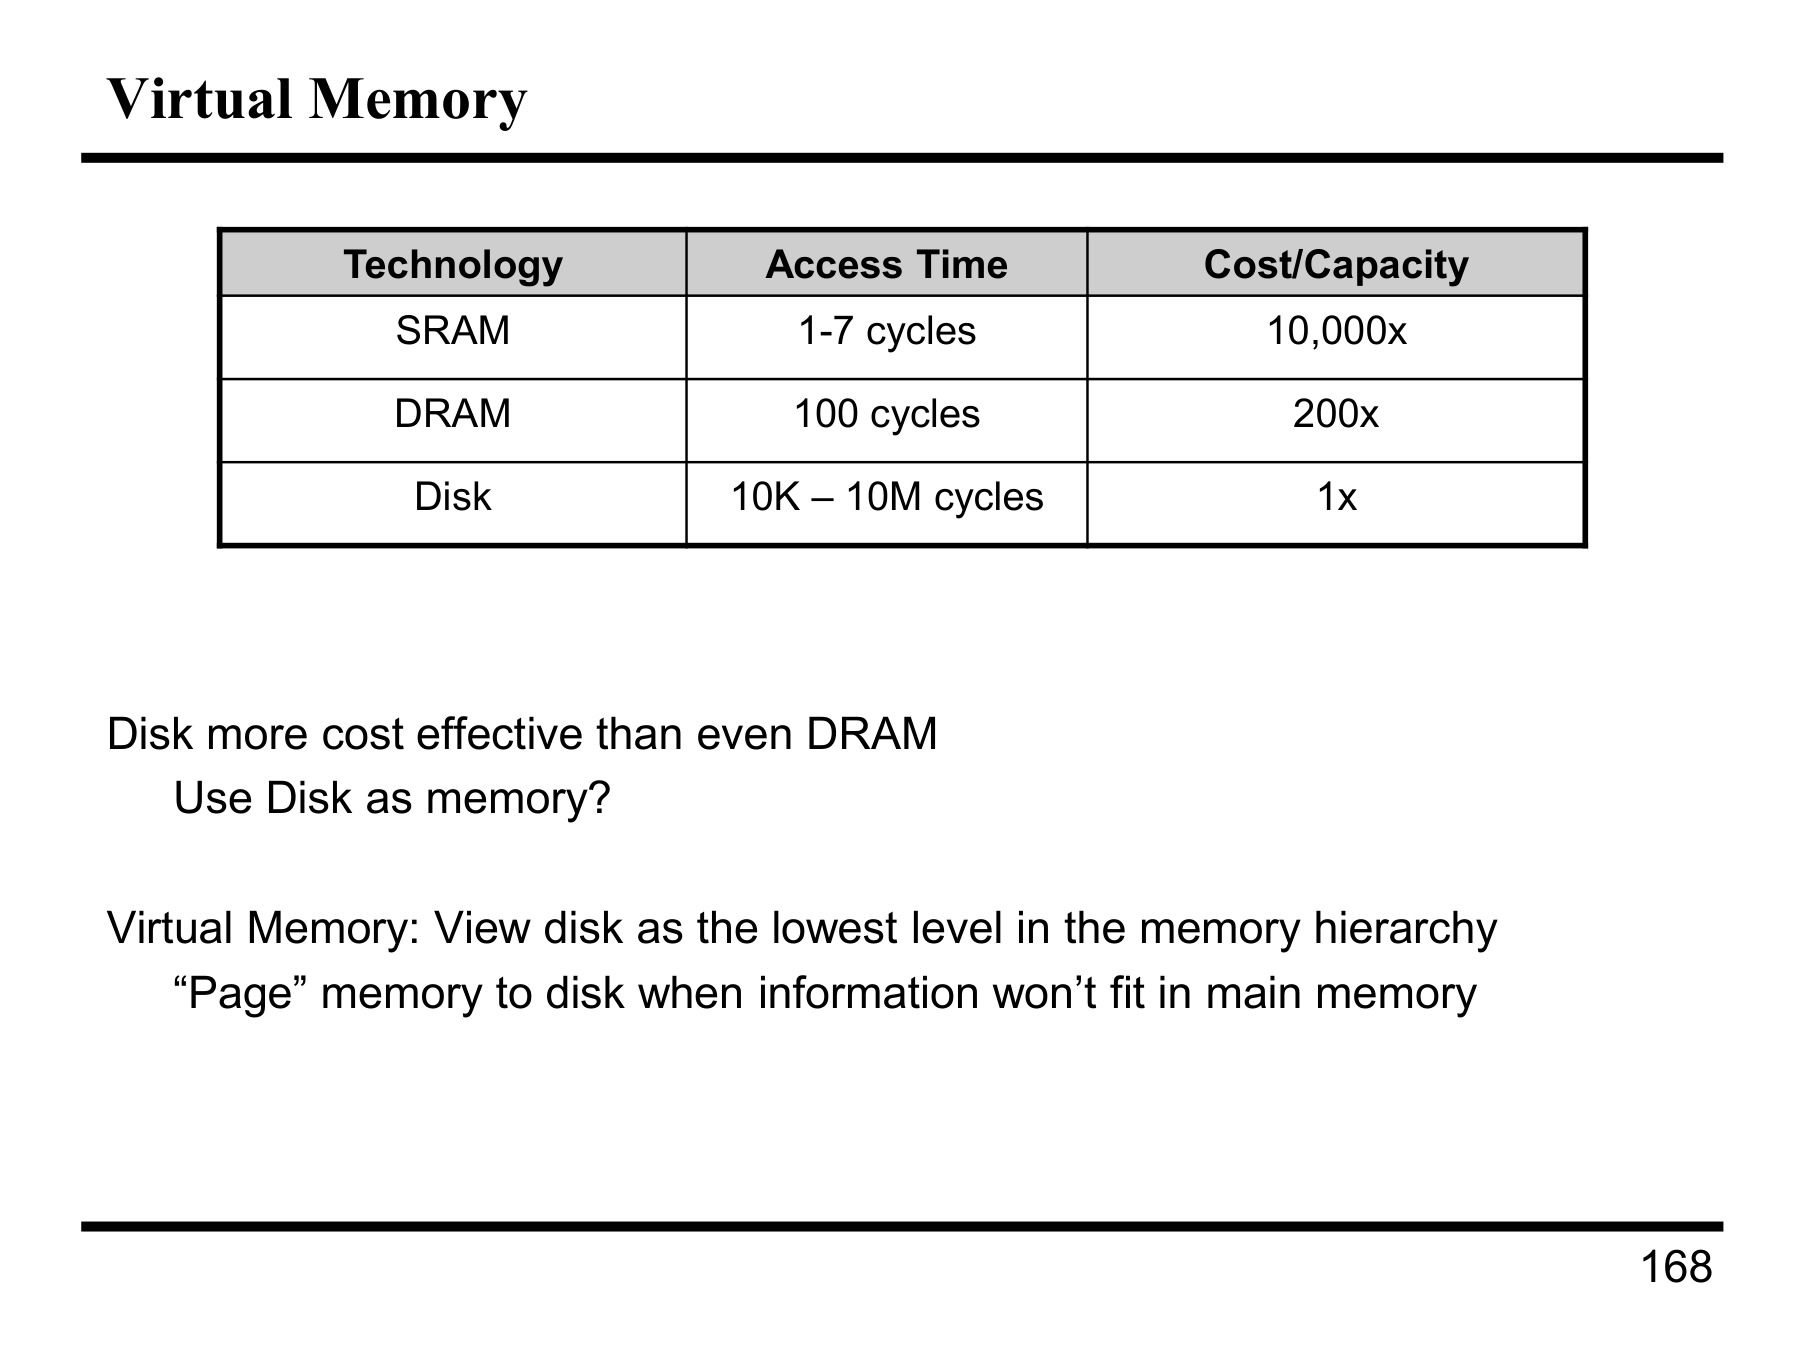 Virtual Memory
Technology Access Time Cost/Capacity
SRAM 1-7 cycles 10,000x
DRAM 100 cycles 200x
Disk 10K – 10M cycles 1x
Disk more cost effective than even DRAM
Use Disk as memory?
Virtual Memory: View disk as the lowest level in the memory hierarchy
“Page” memory to disk when information won’t fit in main memory
168